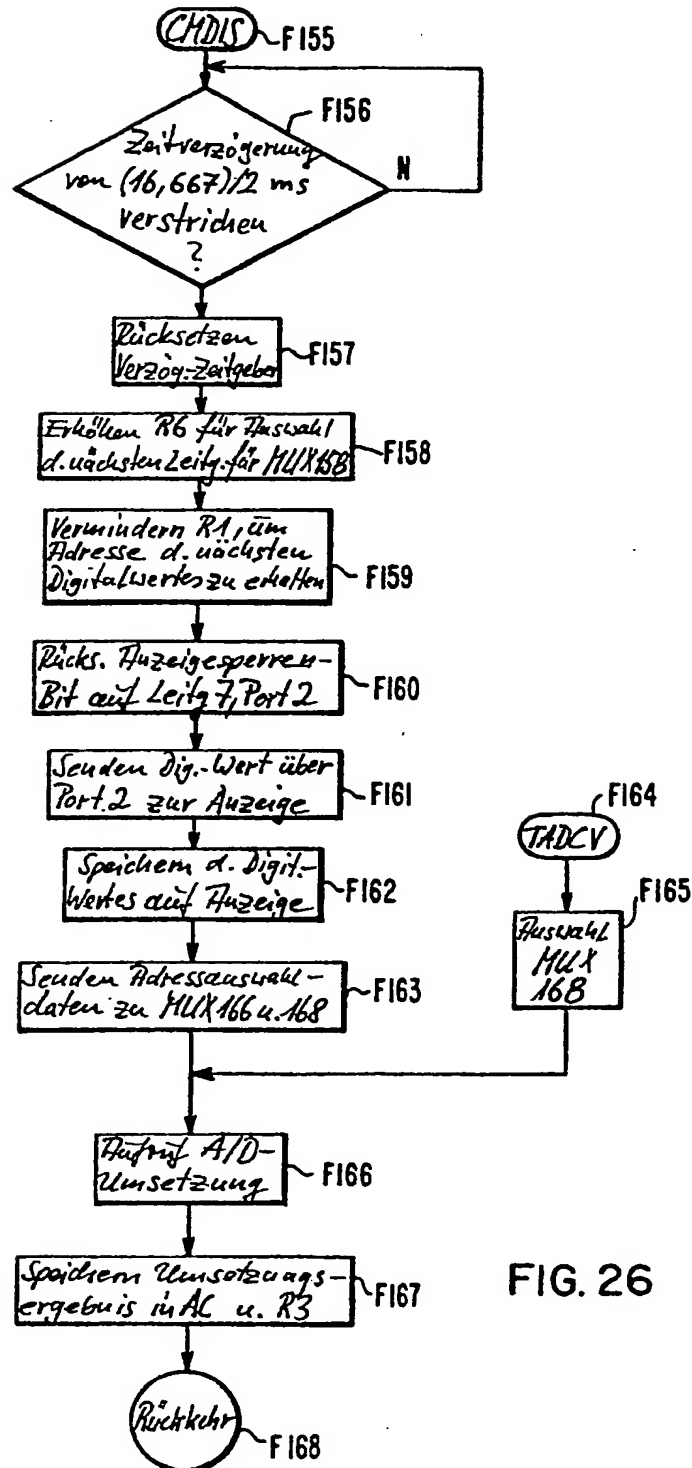 CMDIS
F155
F156
Zeitverzögerung
von (16,667)/2 ms
verstrichen
?
N
Rücksetzen
Verzög.-Zeitgeber
F157
Erhöhen R6 für Auswahl
d. nächsten Leitg. für MUX158
F158
Vermindern R1, üm
Adresse d. nächsten
Digitalwertes zu erhalten
F159
Rücks. Anzeigesperren-
Bit auf Leitg 7, Port 2
F160
Senden Dig.-Wert über
Port.2 zur Anzeige
F161
Speichern d. Digit.-
Wertes auf Anzeige
F162
Senden Adressauswahl-
daten zu MUX166 u. 168
F163
F164
TADCV
F165
Auswahl
MUX
168
Aufruf A/D-
Umsetzung
F166
Speichern Umsetzungs-
ergebnis in AC u. R3
F167
Rückkehr
F168
FIG. 26